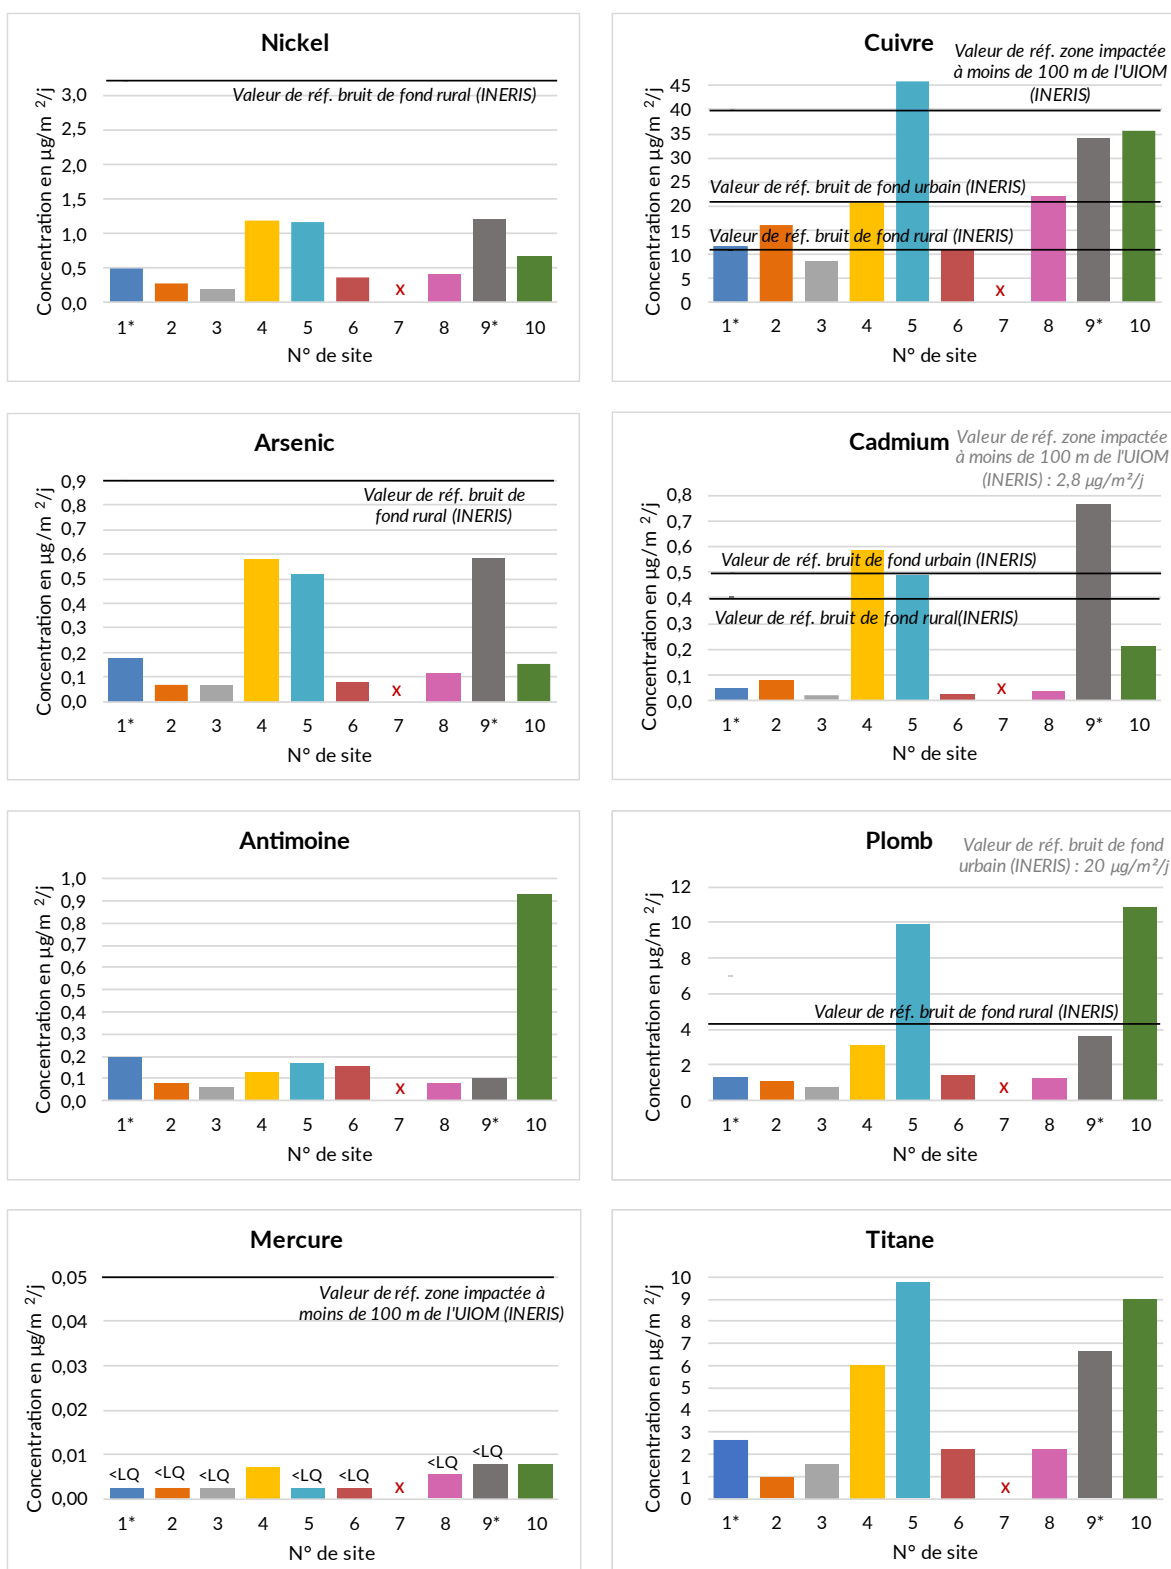 Nickel
Concentration en µg/m ²/j
3,0
2,5
2,0
1,5
1,0
0,5
0,0
Valeur de réf. bruit de fond rural (INERIS)
x
1* 2 3 4 5 6 7 8 9* 10
N° de site
Cuivre
Valeur de réf. zone impactée
à moins de 100 m de l'UIOM
(INERIS)
Concentration en µg/m ²/j
45
40
35
30
25
20
15
10
5
0
Valeur de réf. bruit de fond urbain (INERIS)
Valeur de réf. bruit de fond rural (INERIS)
x
1* 2 3 4 5 6 7 8 9* 10
N° de site
Arsenic
Concentration en µg/m ²/j
0,9
0,8
0,7
0,6
0,5
0,4
0,3
0,2
0,1
0,0
Valeur de réf. bruit de
fond rural (INERIS)
x
1* 2 3 4 5 6 7 8 9* 10
N° de site
Cadmium
Valeur de réf. zone impactée
à moins de 100 m de l'UIOM
(INERIS) : 2,8 µg/m²/j
Concentration en µg/m ²/j
0,8
0,7
0,6
0,5
0,4
0,3
0,2
0,1
0,0
Valeur de réf. bruit de fond urbain (INERIS)
Valeur de réf. bruit de fond rural(INERIS)
x
1* 2 3 4 5 6 7 8 9* 10
N° de site
Antimoine
Concentration en µg/m ²/j
1,0
0,9
0,8
0,7
0,6
0,5
0,4
0,3
0,2
0,1
0,0
x
1* 2 3 4 5 6 7 8 9* 10
N° de site
Plomb
Valeur de réf. bruit de fond
urbain (INERIS) : 20 µg/m²/j
Concentration en µg/m ²/j
12
10
8
6
4
2
0
Valeur de réf. bruit de fond rural (INERIS)
x
1* 2 3 4 5 6 7 8 9* 10
N° de site
Mercure
Concentration en µg/m ²/j
0,05
0,04
0,03
0,02
0,01
0,00
Valeur de réf. zone impactée à
moins de 100 m de l'UIOM (INERIS)
<LQ <LQ <LQ <LQ <LQ x <LQ <LQ
1* 2 3 4 5 6 7 8 9* 10
N° de site
Titane
Concentration en µg/m ²/j
10
9
8
7
6
5
4
3
2
1
0
x
1* 2 3 4 5 6 7 8 9* 10
N° de site